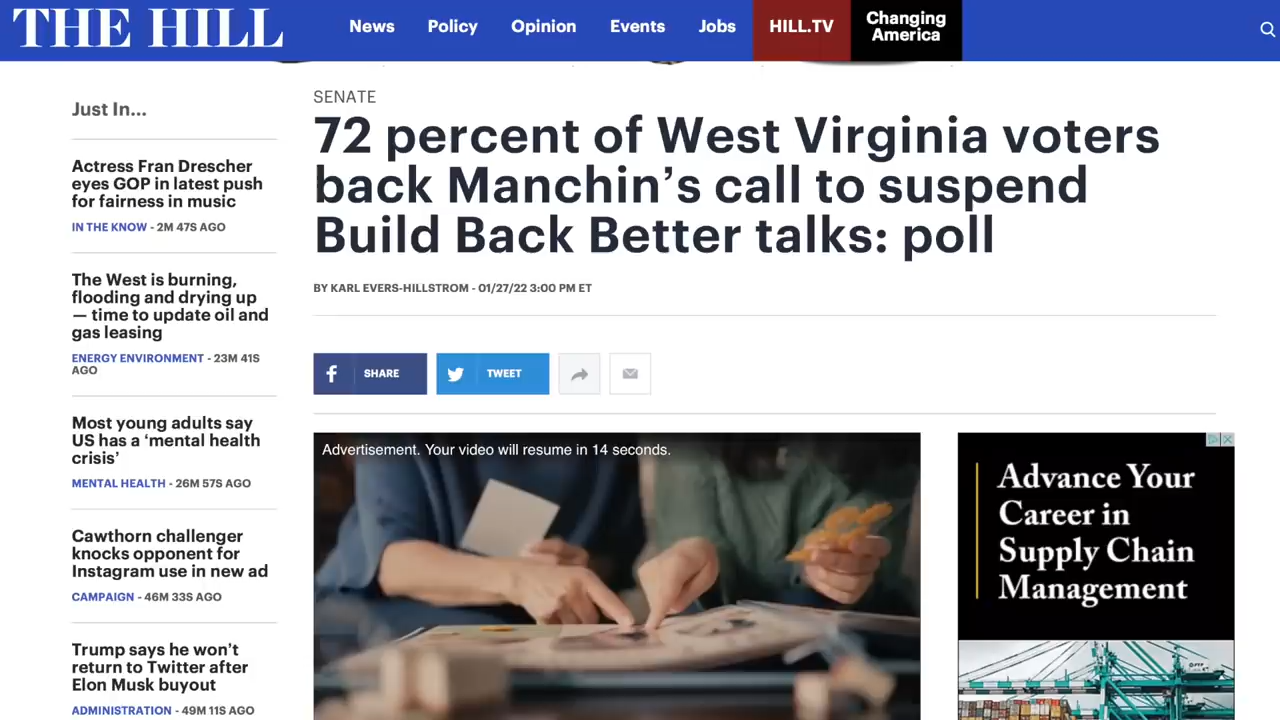 THE HILL
News
Policy
Opinion
Events
Jobs
HILL.TV
Changing
America
Just In...
Actress Fran Drescher
eyes GOP in latest push
for fairness in music
IN THE KNOW - 2M 47S AGO
The West is burning,
flooding and drying up
— time to update oil and
gas leasing
ENERGY ENVIRONMENT - 23M 41S
AGO
Most young adults say
US has a ‘mental health
crisis’
MENTAL HEALTH - 26M 57S AGO
Cawthorn challenger
knocks opponent for
Instagram use in new ad
CAMPAIGN - 46M 33S AGO
Trump says he won’t
return to Twitter after
Elon Musk buyout
ADMINISTRATION - 49M 11S AGO
SENATE
72 percent of West Virginia voters
back Manchin’s call to suspend
Build Back Better talks: poll
BY KARL EVERS-HILLSTROM - 01/27/22 3:00 PM ET
SHARE
TWEET
Advertisement. Your video will resume in 14 seconds.
Advance Your
Career in
Supply Chain
Management